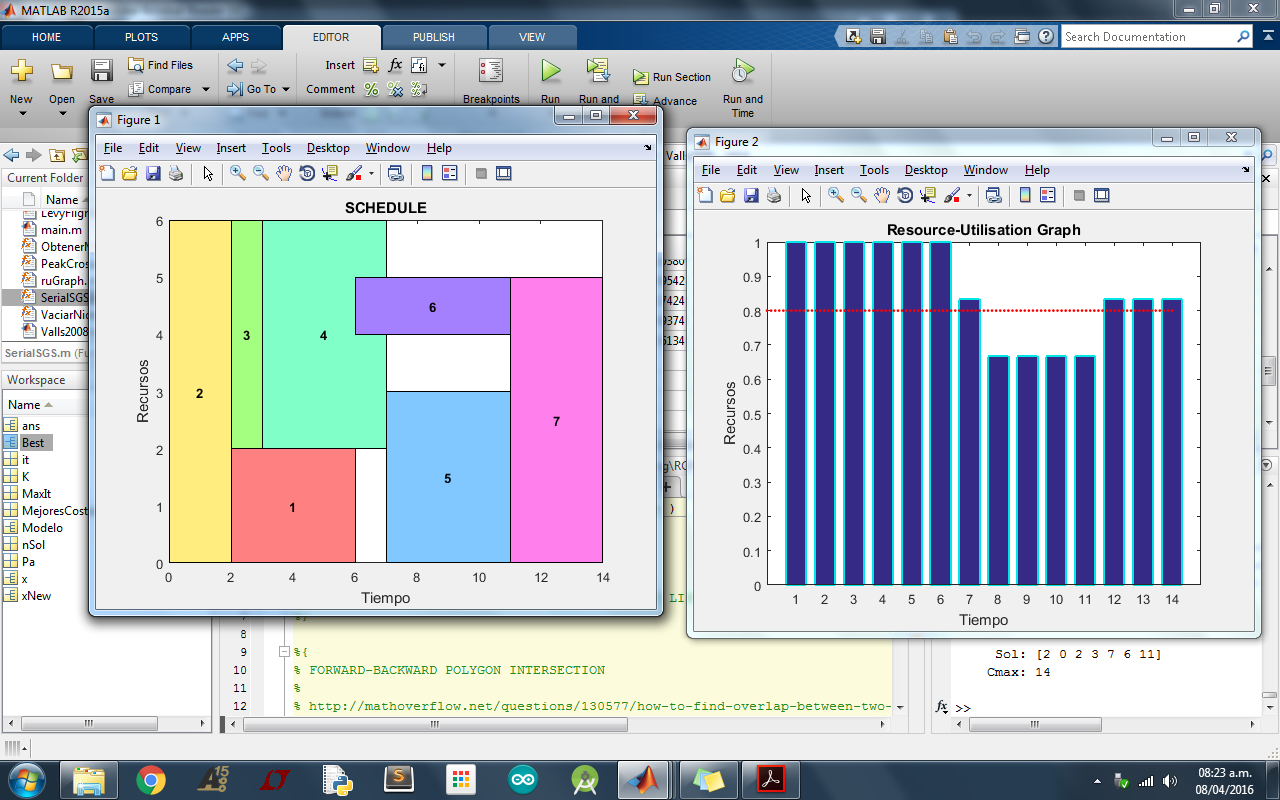 MATLAB R2015a
HOME PLOTS APPS EDITOR PUBLISH VIEW
Search Documentation
New Open Save
Find Files
Compare
Go To
Insert
Comment
Breakpoints
Run
Run and
Advance
Run Section
Run and Time
Current Folder
Name
LevyFligh
main.m
ObtenerM
PeakCros
ruGraph.
SerialSGS
VaciarNic
Valls2008
SerialSGS.m (Fu
Workspace
Name
ans
Best
it
K
MaxIt
MejoresCost
Modelo
nSol
Pa
x
xNew
Figure 1
File Edit View Insert Tools Desktop Window Help
SCHEDULE
Recursos
6
5
4
3
2
1
0
0 2 4 6 8 10 12 14
Tiempo
2
3
4
6
1
5
7
Valls
9580
9542
7424
9374
6134
g\RC
)
LI
Figure 2
File Edit View Insert Tools Desktop Window Help
Resource-Utilisation Graph
Recursos
1
0.9
0.8
0.7
0.6
0.5
0.4
0.3
0.2
0.1
0
1 2 3 4 5 6 7 8 9 10 11 12 13 14
Tiempo
7 %}
8
9 %{
10 % FORWARD-BACKWARD POLYGON INTERSECTION
11 %
12 % http://mathoverflow.net/questions/130577/how-to-find-overlap-between-two-
Sol: [2 0 2 3 7 6 11]
Cmax: 14
fx >>
08:23 a.m.
08/04/2016